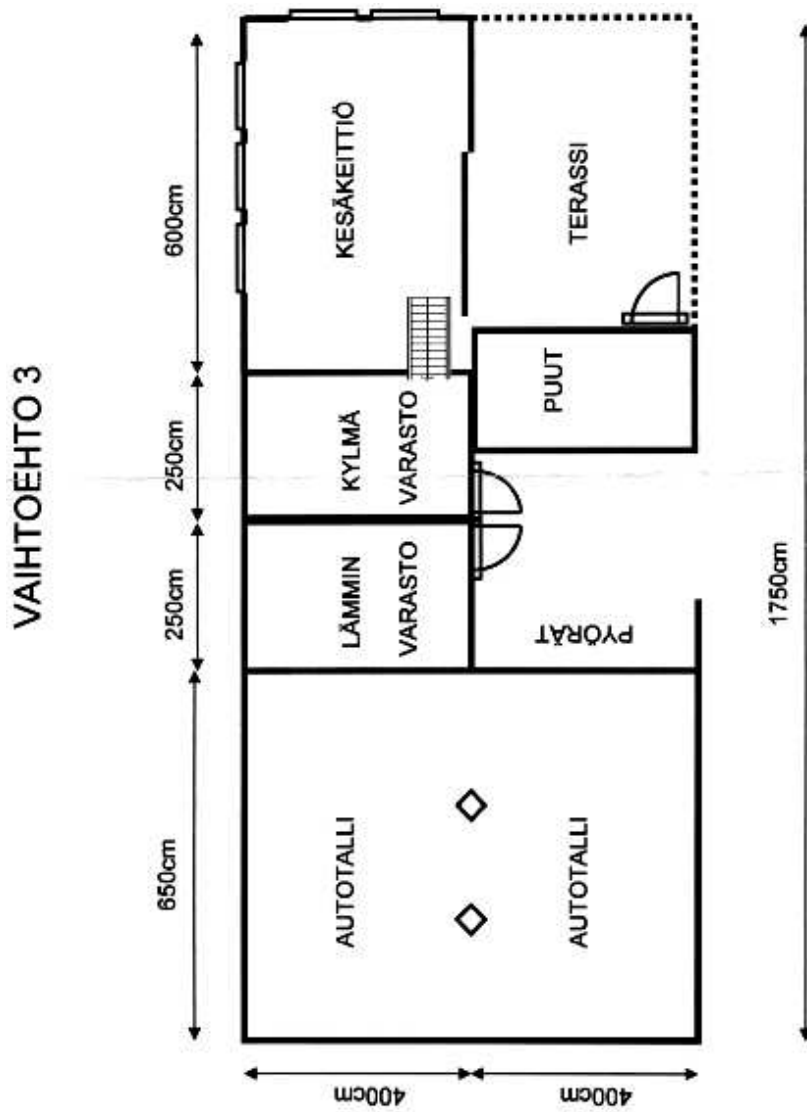 VAIHTOEHTO 3
650cm
250cm
250cm
600cm
400cm
400cm
AUTOTALLI
LÄMMIN
VARASTO
KYLMÄ
VARASTO
KESÄKEITTIÖ
AUTOTALLI
PYÖRÄT
PUUT
TERASSI
1750cm